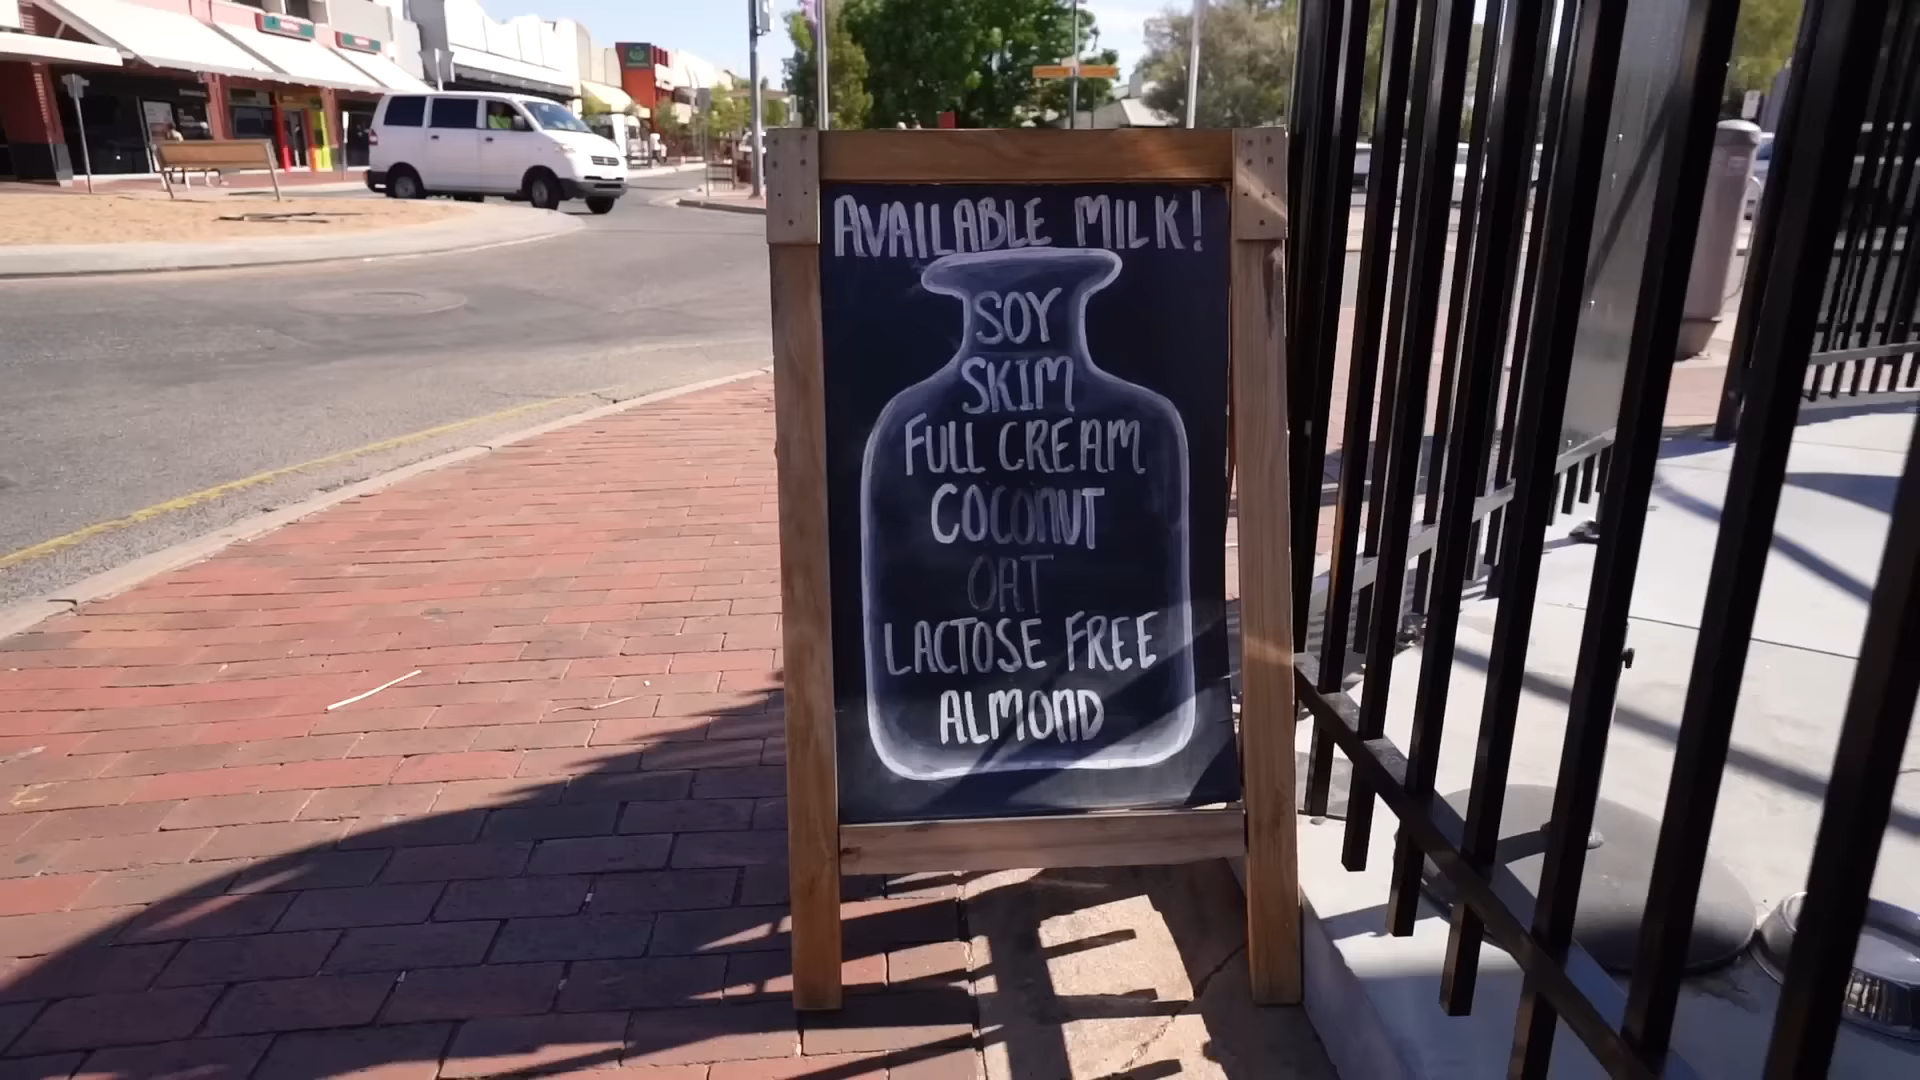 AVAILABLE MILK!
SOY
SKIM
FULL CREAM
COCONUT
OAT
LACTOSE FREE
ALMOND